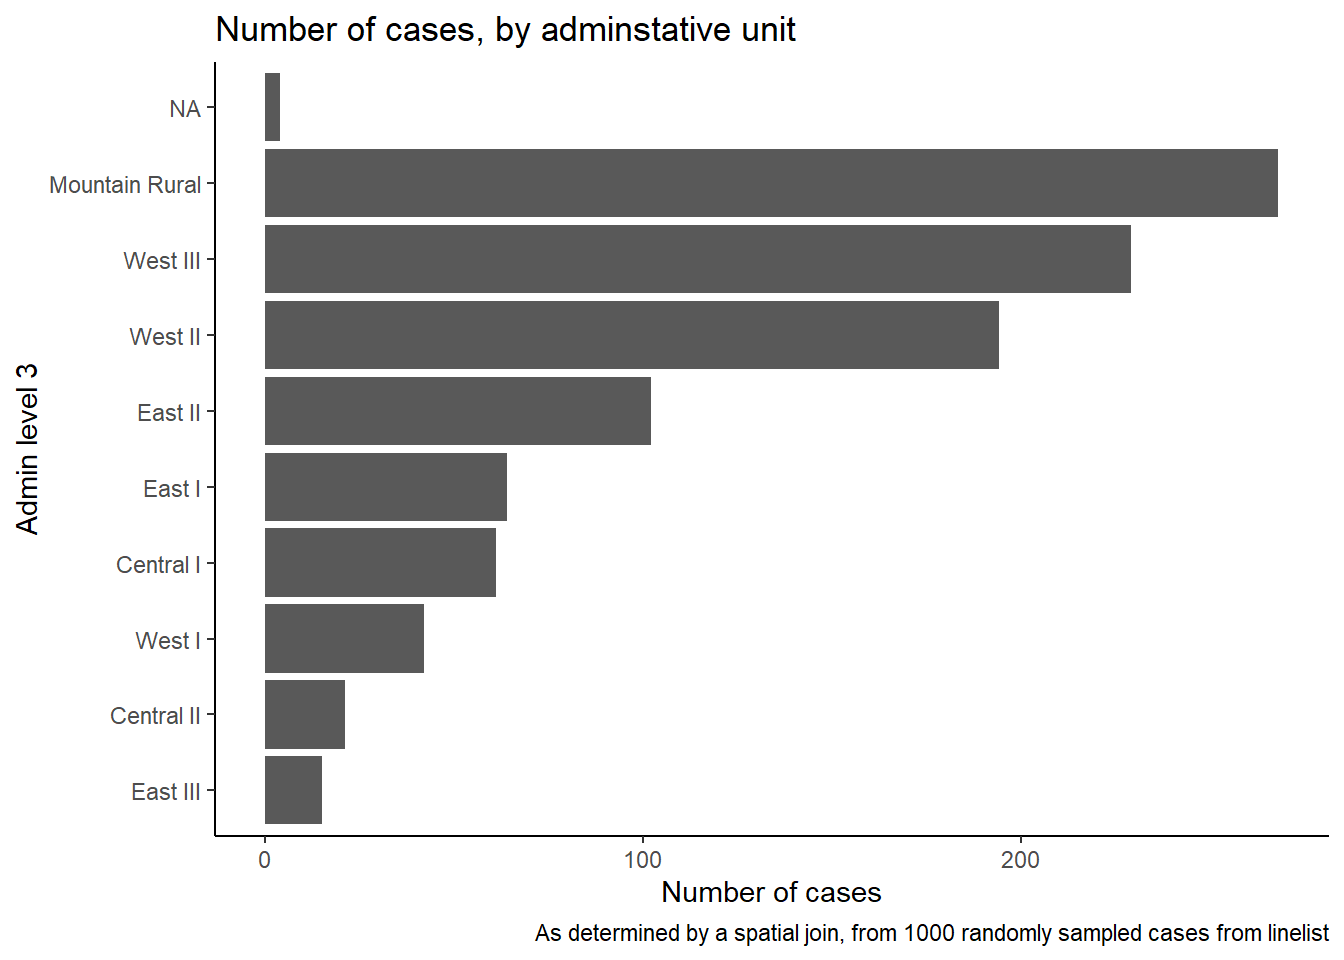 Number of cases, by adminstative unit
NA
Mountain Rural
West III
West II
East II
East I
Central I
West I
Central II
East III
Admin level 3
0 100 200
Number of cases
As determined by a spatial join, from 1000 randomly sampled cases from linelist